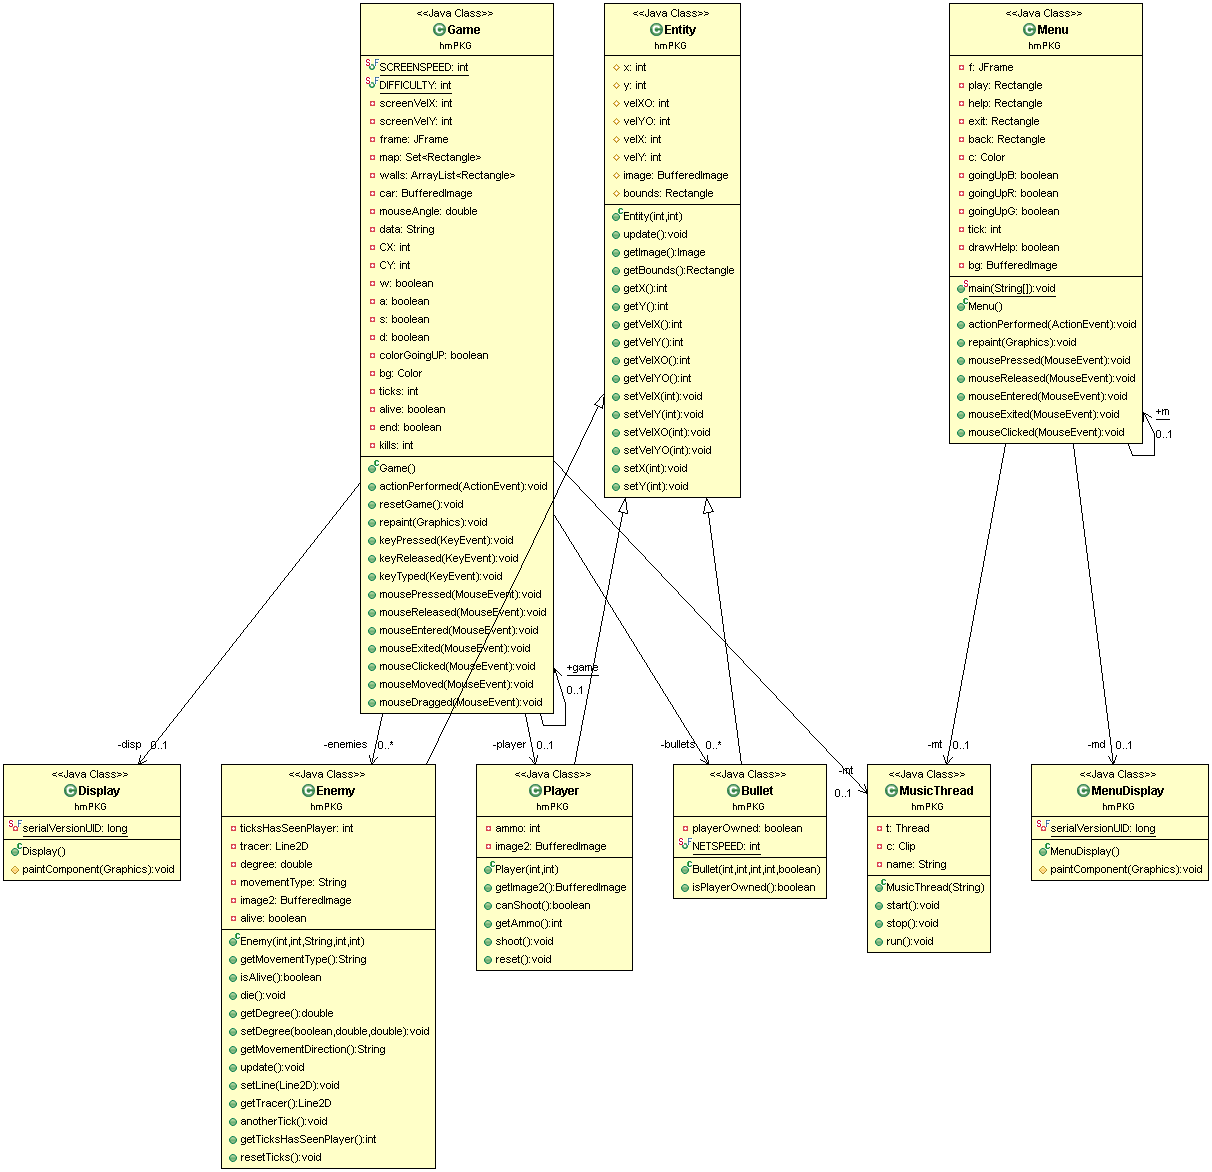 <<Java Class>>
Game
hmPKG
SCREENSPEED: int
DIFFICULTY: int
screenVelX: int
screenVelY: int
frame: JFrame
map: Set<Rectangle>
walls: ArrayList<Rectangle>
car: BufferedImage
mouseAngle: double
data: String
CX: int
CY: int
w: boolean
a: boolean
s: boolean
d: boolean
colorGoingUP: boolean
bg: Color
ticks: int
alive: boolean
end: boolean
kills: int
Game()
actionPerformed(ActionEvent):void
resetGame():void
repaint(Graphics):void
keyPressed(KeyEvent):void
keyReleased(KeyEvent):void
keyTyped(KeyEvent):void
mousePressed(MouseEvent):void
mouseReleased(MouseEvent):void
mouseEntered(MouseEvent):void
mouseExited(MouseEvent):void
mouseClicked(MouseEvent):void
mouseMoved(MouseEvent):void
mouseDragged(MouseEvent):void
+game
0..1
<<Java Class>>
Entity
hmPKG
x: int
y: int
velXO: int
velYO: int
velX: int
velY: int
image: BufferedImage
bounds: Rectangle
Entity(int,int)
update():void
getImage():Image
getBounds():Rectangle
getX():int
getY():int
getVelX():int
getVelY():int
getVelXO():int
getVelYO():int
setVelX(int):void
setVelY(int):void
setVelXO(int):void
setVelYO(int):void
setX(int):void
setY(int):void
<<Java Class>>
Menu
hmPKG
f: JFrame
play: Rectangle
help: Rectangle
exit: Rectangle
back: Rectangle
c: Color
goingUpB: boolean
goingUpR: boolean
goingUpG: boolean
tick: int
drawHelp: boolean
bg: BufferedImage
main(String[]):void
Menu()
actionPerformed(ActionEvent):void
repaint(Graphics):void
mousePressed(MouseEvent):void
mouseReleased(MouseEvent):void
mouseEntered(MouseEvent):void
mouseExited(MouseEvent):void
mouseClicked(MouseEvent):void
+m
0..1
-disp 0..1
-enemies 0..*
-player 0..1
-bullets 0..*
-mt
0..1
-mt 0..1
-md 0..1
<<Java Class>>
Display
hmPKG
serialVersionUID: long
Display()
paintComponent(Graphics):void
<<Java Class>>
Enemy
hmPKG
ticksHasSeenPlayer: int
tracer: Line2D
degree: double
movementType: String
image2: BufferedImage
alive: boolean
Enemy(int,int,String,int,int)
getMovementType():String
isAlive():boolean
die():void
getDegree():double
setDegree(boolean,double,double):void
getMovementDirection():String
update():void
setLine(Line2D):void
getTracer():Line2D
anotherTick():void
getTicksHasSeenPlayer():int
resetTicks():void
<<Java Class>>
Player
hmPKG
ammo: int
image2: BufferedImage
Player(int,int)
getImage2():BufferedImage
canShoot():boolean
getAmmo():int
shoot():void
reset():void
<<Java Class>>
Bullet
hmPKG
playerOwned: boolean
NETSPEED: int
Bullet(int,int,int,int,boolean)
isPlayerOwned():boolean
<<Java Class>>
MusicThread
hmPKG
t: Thread
c: Clip
name: String
MusicThread(String)
start():void
stop():void
run():void
<<Java Class>>
MenuDisplay
hmPKG
serialVersionUID: long
MenuDisplay()
paintComponent(Graphics):void